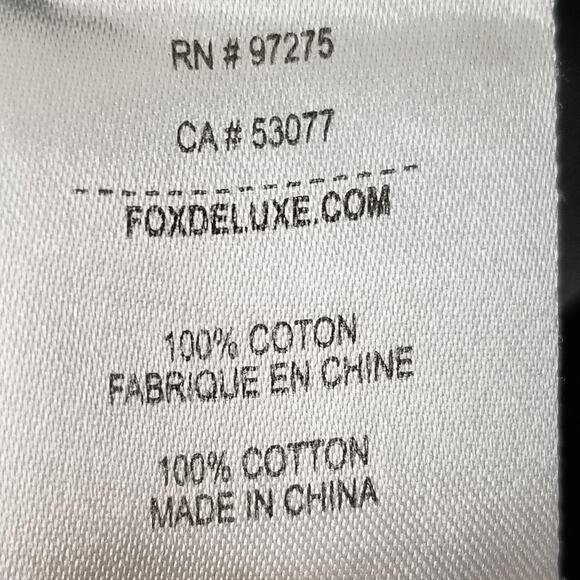 RN # 97275
CA # 53077
FOXDELUXE.COM
100% COTON
FABRIQUE EN CHINE
100% COTTON
MADE IN CHINA